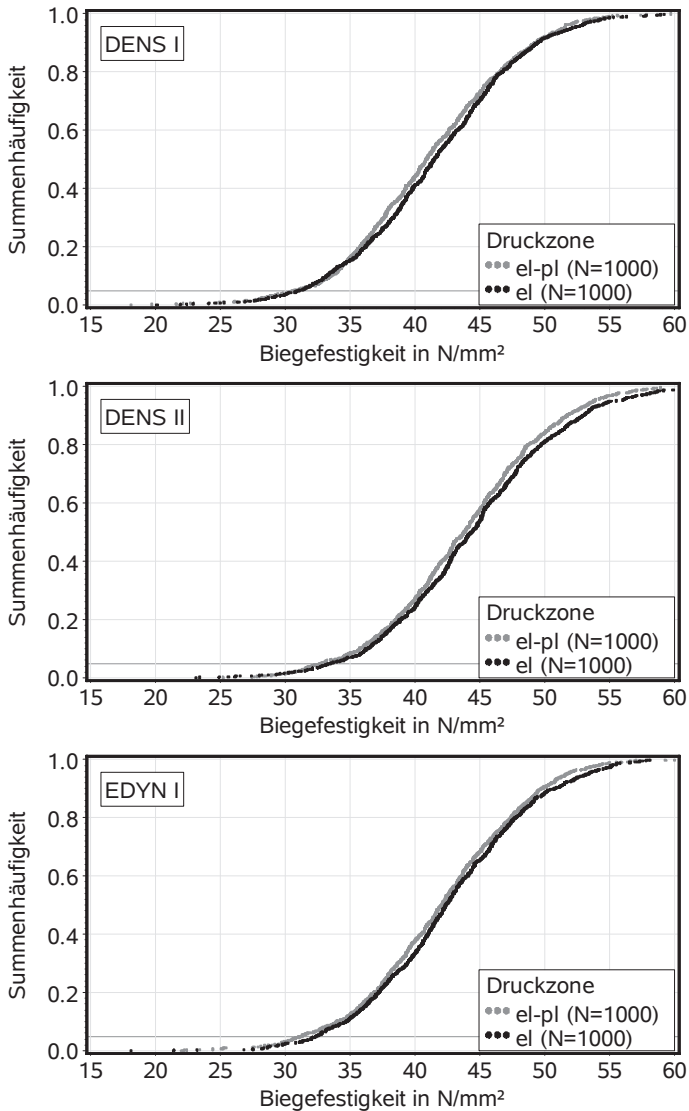 Summenhäufigkeit
1.0
0.8
0.6
0.4
0.2
0.0
DENS I
Druckzone
el-pl (N=1000)
el (N=1000)
15 20 25 30 35 40 45 50 55 60
Biegefestigkeit in N/mm²
Summenhäufigkeit
1.0
0.8
0.6
0.4
0.2
0.0
DENS II
Druckzone
el-pl (N=1000)
el (N=1000)
15 20 25 30 35 40 45 50 55 60
Biegefestigkeit in N/mm²
Summenhäufigkeit
1.0
0.8
0.6
0.4
0.2
0.0
EDYN I
Druckzone
el-pl (N=1000)
el (N=1000)
15 20 25 30 35 40 45 50 55 60
Biegefestigkeit in N/mm²